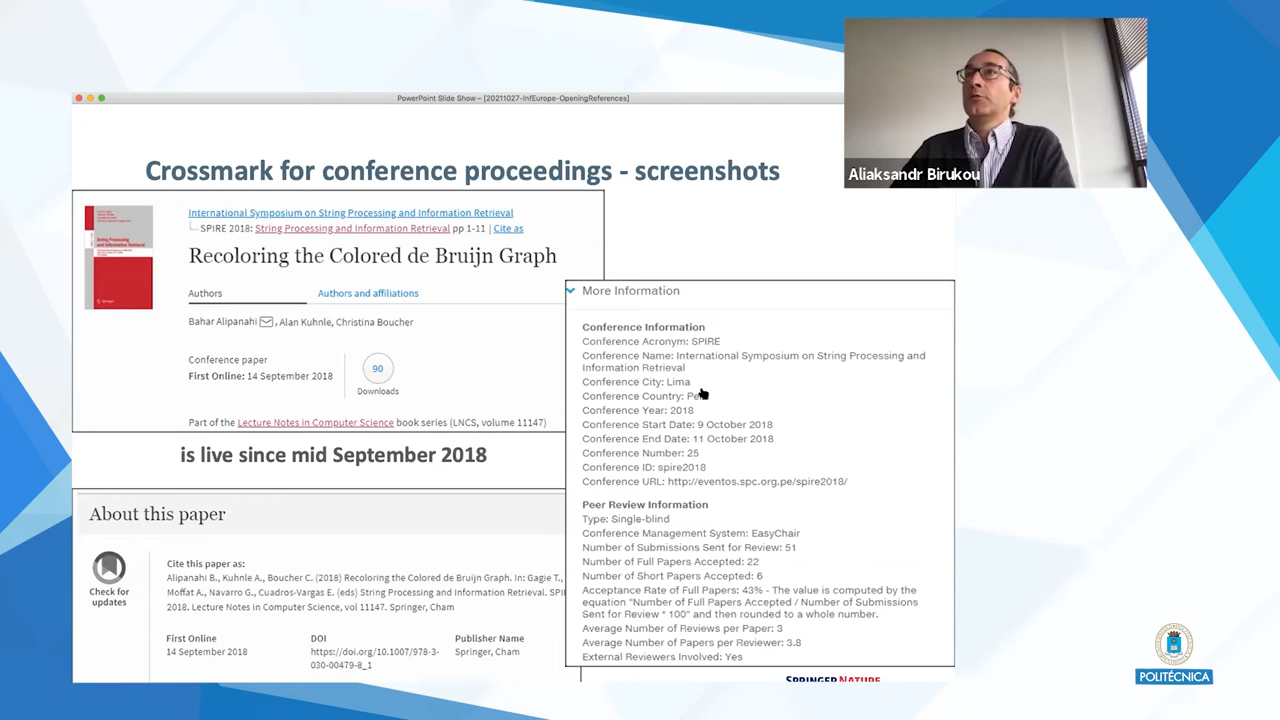 PowerPoint Slide Show – [20211027-InfEurope-OpeningReferences]
Aliaksandr Birukou
Crossmark for conference proceedings - screenshots
International Symposium on String Processing and Information Retrieval
SPIRE 2018: String Processing and Information Retrieval pp 1-11 | Cite as
Recoloring the Colored de Bruijn Graph
Authors
Authors and affiliations
Bahar Alipanahi, Alan Kuhnle, Christina Boucher
Conference paper
First Online: 14 September 2018
90
Downloads
Part of the Lecture Notes in Computer Science book series (LNCS, volume 11147)
is live since mid September 2018
About this paper
Check for
updates
Cite this paper as:
Alipanahi B., Kuhnle A., Boucher C. (2018) Recoloring the Colored de Bruijn Graph. In: Gagie T.,
Moffat A., Navarro G., Cuadros-Vargas E. (eds) String Processing and Information Retrieval. SPI
2018. Lecture Notes in Computer Science, vol 11147. Springer, Cham
First Online
14 September 2018
DOI
https://doi.org/10.1007/978-3-
030-00479-8_1
Publisher Name
Springer, Cham
More Information
Conference Information
Conference Acronym: SPIRE
Conference Name: International Symposium on String Processing and
Information Retrieval
Conference City: Lima
Conference Country:
Conference Year: 2018
Conference Start Date: 9 October 2018
Conference End Date: 11 October 2018
Conference Number: 25
Conference ID: spire2018
Conference URL: http://eventos.spc.org.pe/spire2018/
Peer Review Information
Type: Single-blind
Conference Management System: EasyChair
Number of Submissions Sent for Review: 51
Number of Full Papers Accepted: 22
Number of Short Papers Accepted: 6
Acceptance Rate of Full Papers: 43% - The value is computed by the
equation "Number of Full Papers Accepted / Number of Submissions
Sent for Review * 100" and then rounded to a whole number.
Average Number of Reviews per Paper: 3
Average Number of Papers per Reviewer: 3.8
External Reviewers Involved: Yes
SPRINGER NATURE
POLITÉCNICA